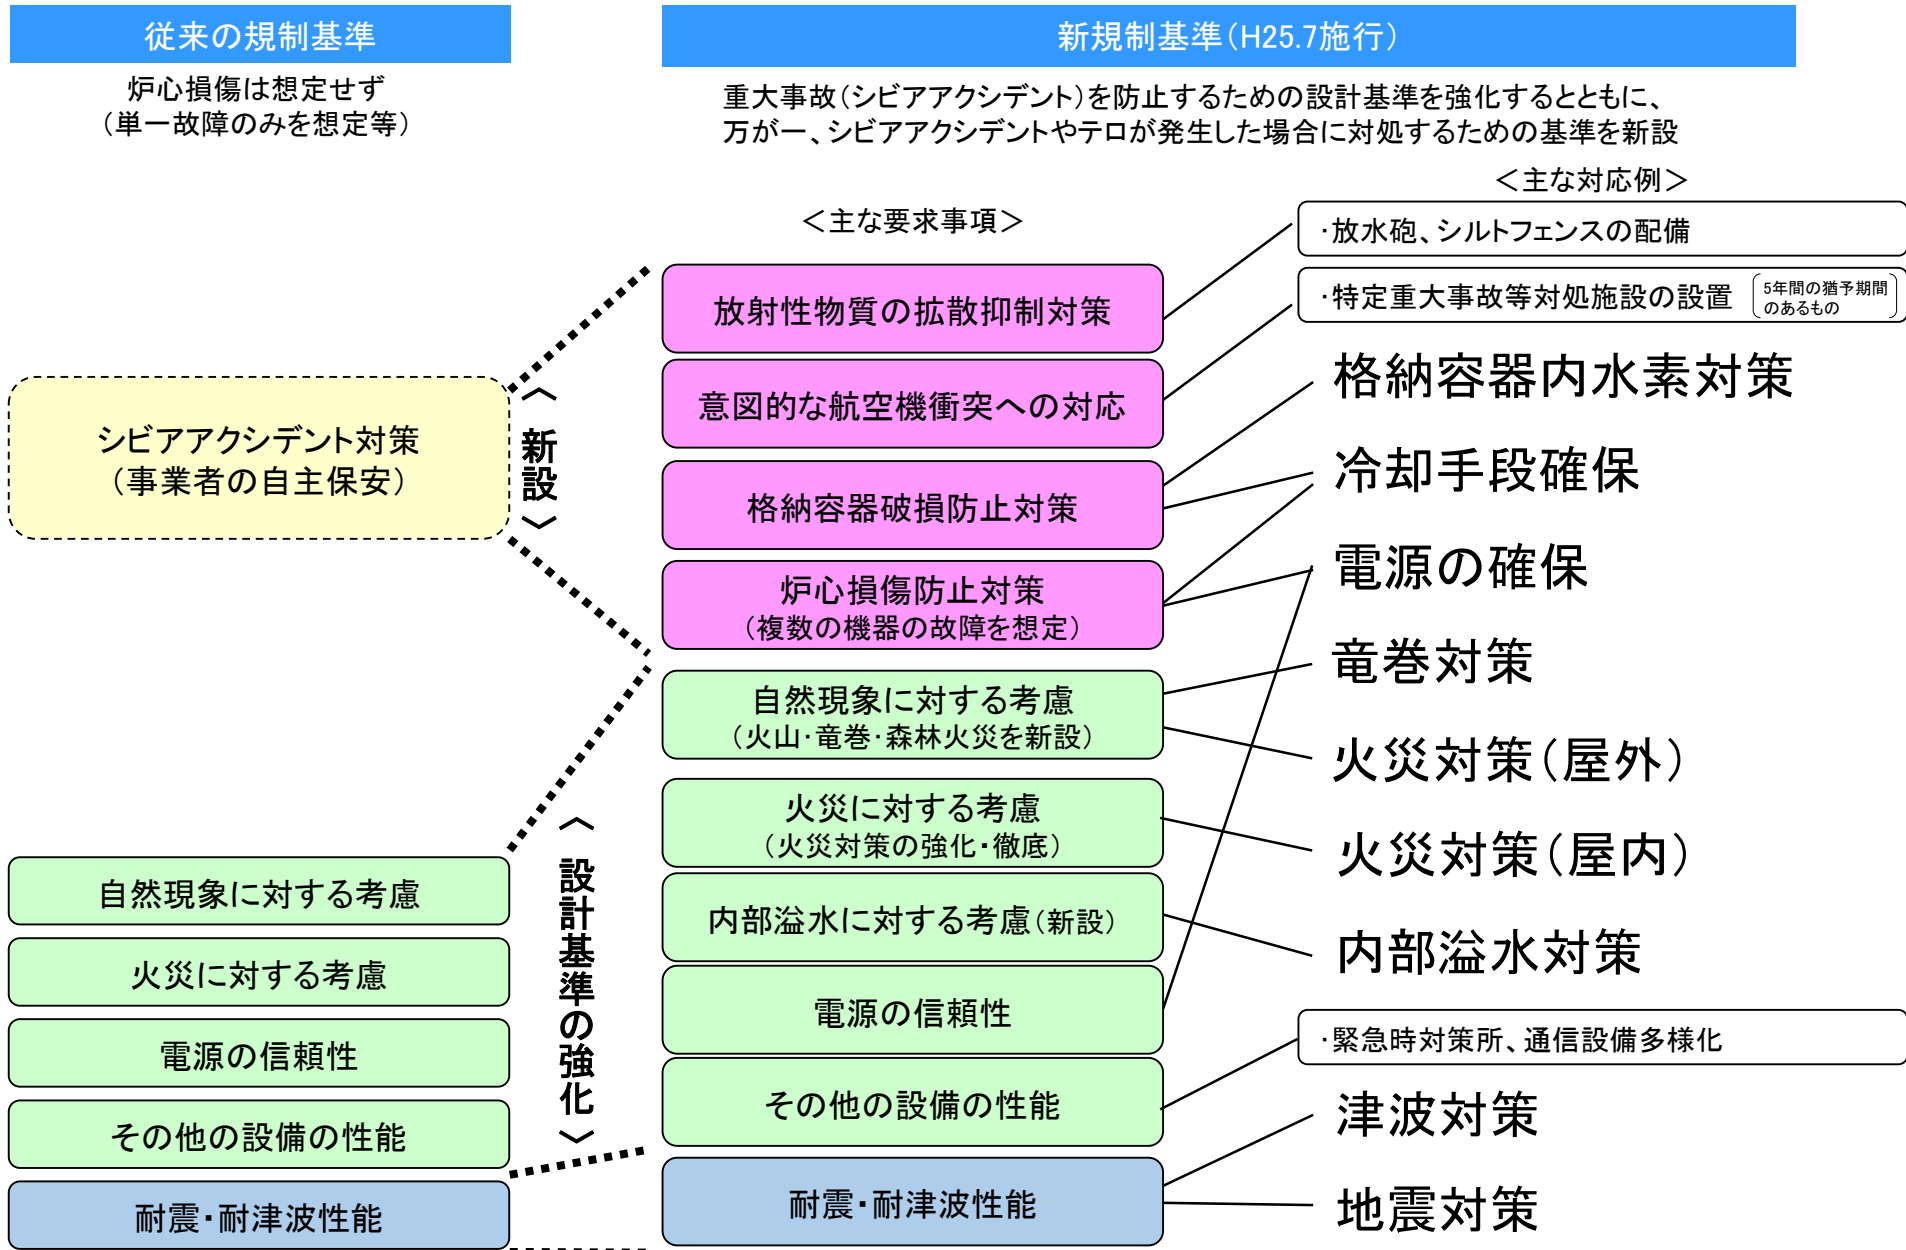 従来の規制基準
炉心損傷は想定せず
（単一故障のみを想定等）
シビアアクシデント対策
（事業者の自主保安）
自然現象に対する考慮
火災に対する考慮
電源の信頼性
その他の設備の性能
耐震・耐津波性能
〈新設〉
〈設計基準の強化〉
新規制基準（H25.7施行）
重大事故（シビアアクシデント）を防止するための設計基準を強化するとともに、
万が一、シビアアクシデントやテロが発生した場合に対処するための基準を新設
＜主な要求事項＞
放射性物質の拡散抑制対策
意図的な航空機衝突への対応
格納容器破損防止対策
炉心損傷防止対策
（複数の機器の故障を想定）
自然現象に対する考慮
（火山・竜巻・森林火災を新設）
火災に対する考慮
（火災対策の強化・徹底）
内部溢水に対する考慮（新設）
電源の信頼性
その他の設備の性能
耐震・耐津波性能
＜主な対応例＞
・放水砲、シルトフェンスの配備
・特定重大事故等対処施設の設置
5年間の猶予期間
のあるもの
格納容器内水素対策
冷却手段確保
電源の確保
竜巻対策
火災対策（屋外）
火災対策（屋内）
内部溢水対策
・緊急時対策所、通信設備多様化
津波対策
地震対策